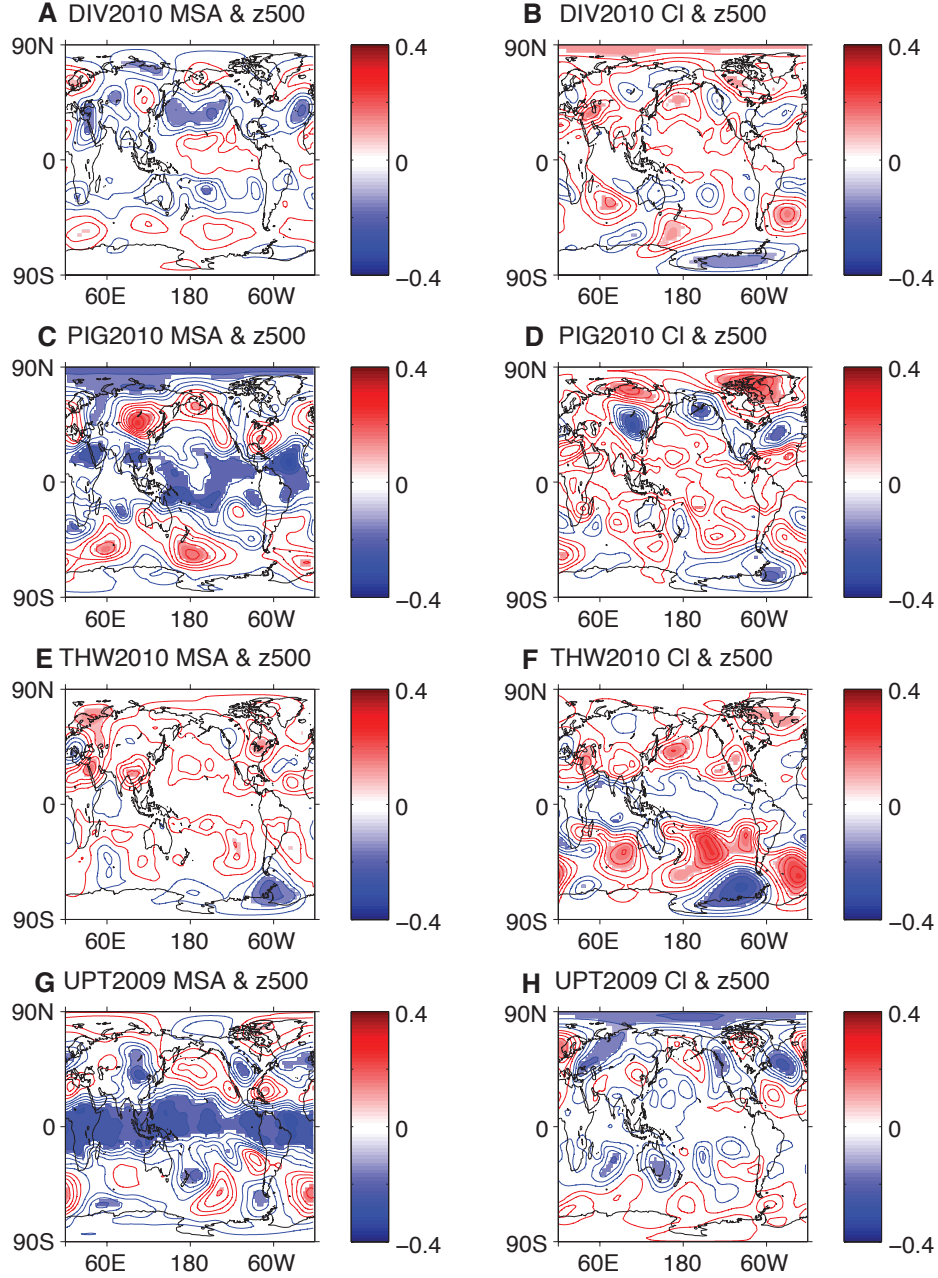 A DIV2010 MSA & z500
B DIV2010 Cl & z500
90N
0
90S
60E 180 60W
0.4
0
−0.4
90N
0
90S
60E 180 60W
0.4
0
−0.4
C PIG2010 MSA & z500
D PIG2010 Cl & z500
90N
0
90S
60E 180 60W
0.4
0
−0.4
90N
0
90S
60E 180 60W
0.4
0
−0.4
E THW2010 MSA & z500
F THW2010 Cl & z500
90N
0
90S
60E 180 60W
0.4
0
−0.4
90N
0
90S
60E 180 60W
0.4
0
−0.4
G UPT2009 MSA & z500
H UPT2009 Cl & z500
90N
0
90S
60E 180 60W
0.4
0
−0.4
90N
0
90S
60E 180 60W
0.4
0
−0.4